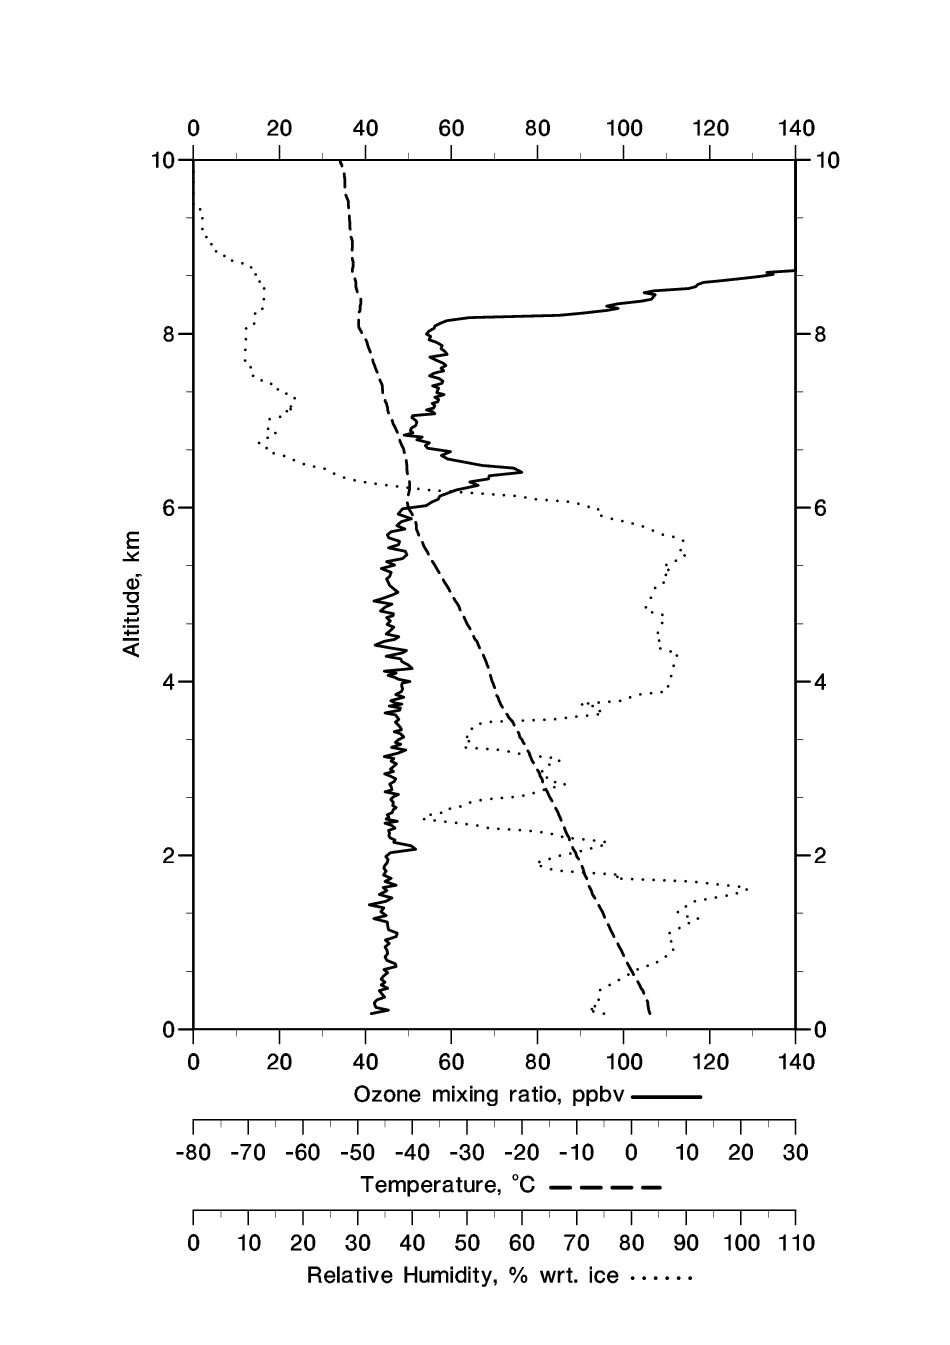 0 20 40 60 80 100 120 140
10 10
8 8
6 6
Altitude, km
4 4
2 2
0 0
0 20 40 60 80 100 120 140
Ozone mixing ratio, ppbv
-80 -70 -60 -50 -40 -30 -20 -10 0 10 20 30
Temperature, °C
0 10 20 30 40 50 60 70 80 90 100 110
Relative Humidity, % wrt. ice